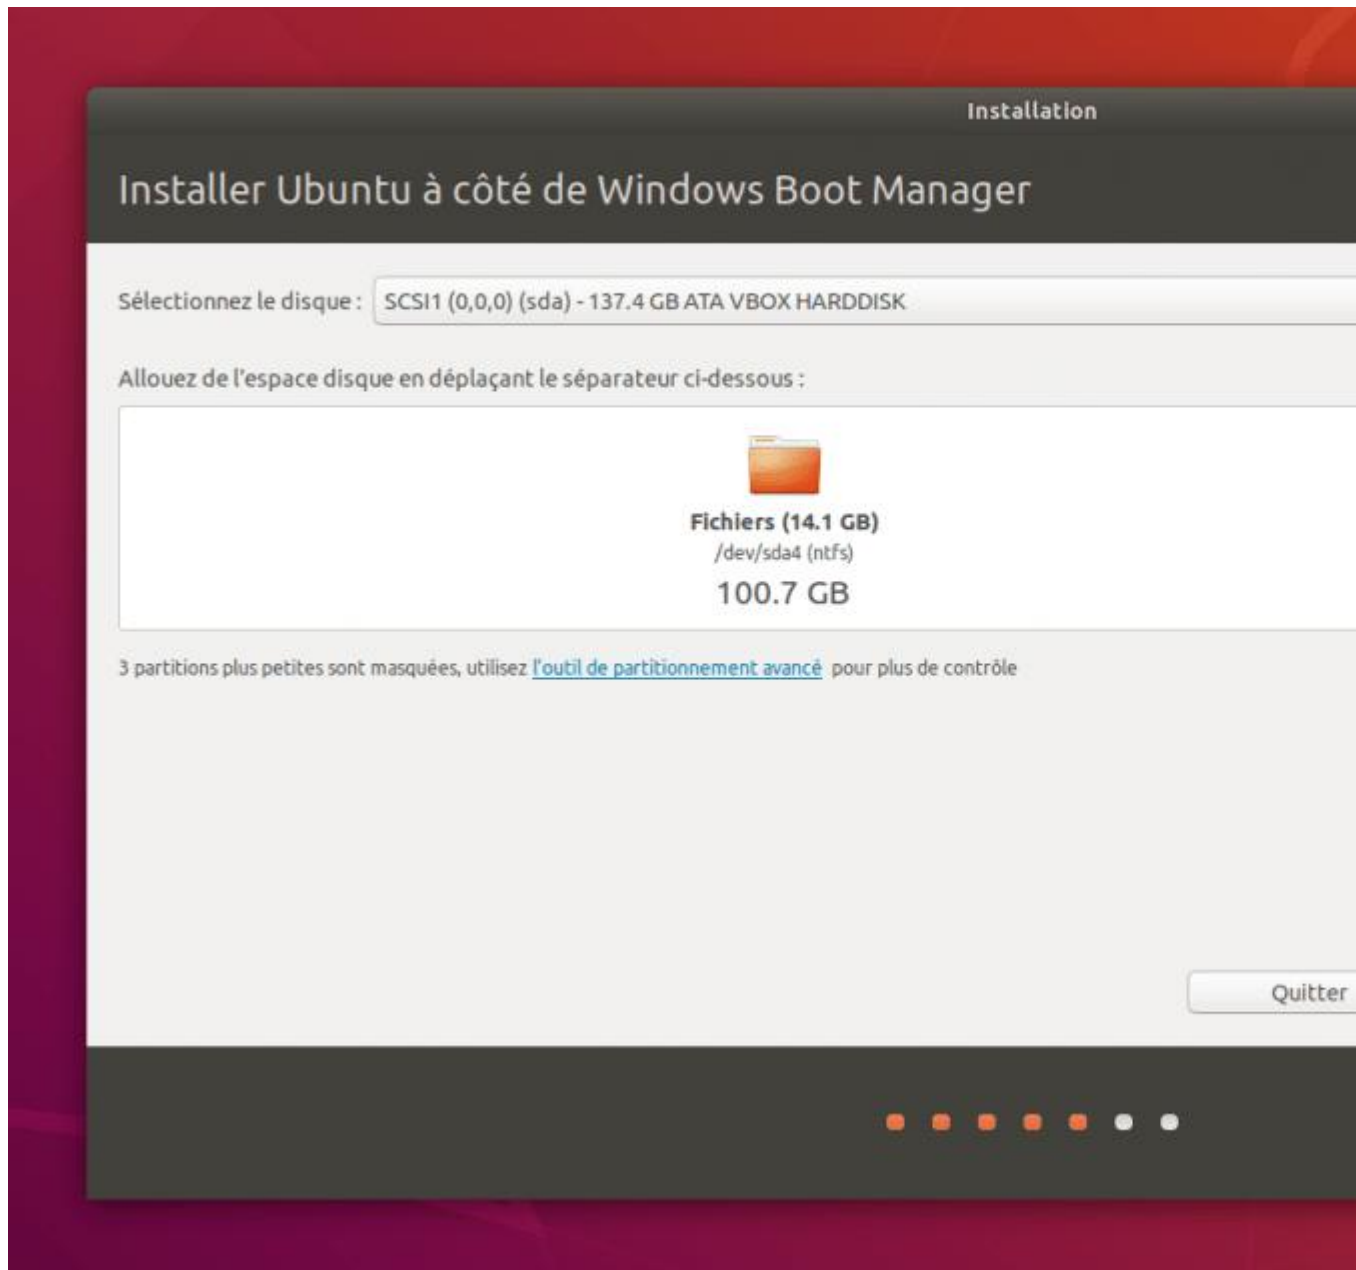 Installation
Installer Ubuntu à côté de Windows Boot Manager
Sélectionnez le disque : SCSI1 (0,0,0) (sda) - 137.4 GB ATA VBOX HARDDISK
Allouez de l'espace disque en déplaçant le séparateur ci-dessous :
Fichiers (14.1 GB)
/dev/sda4 (ntfs)
100.7 GB
3 partitions plus petites sont masquées, utilisez l'outil de partitionnement avancé pour plus de contrôle
Quitter